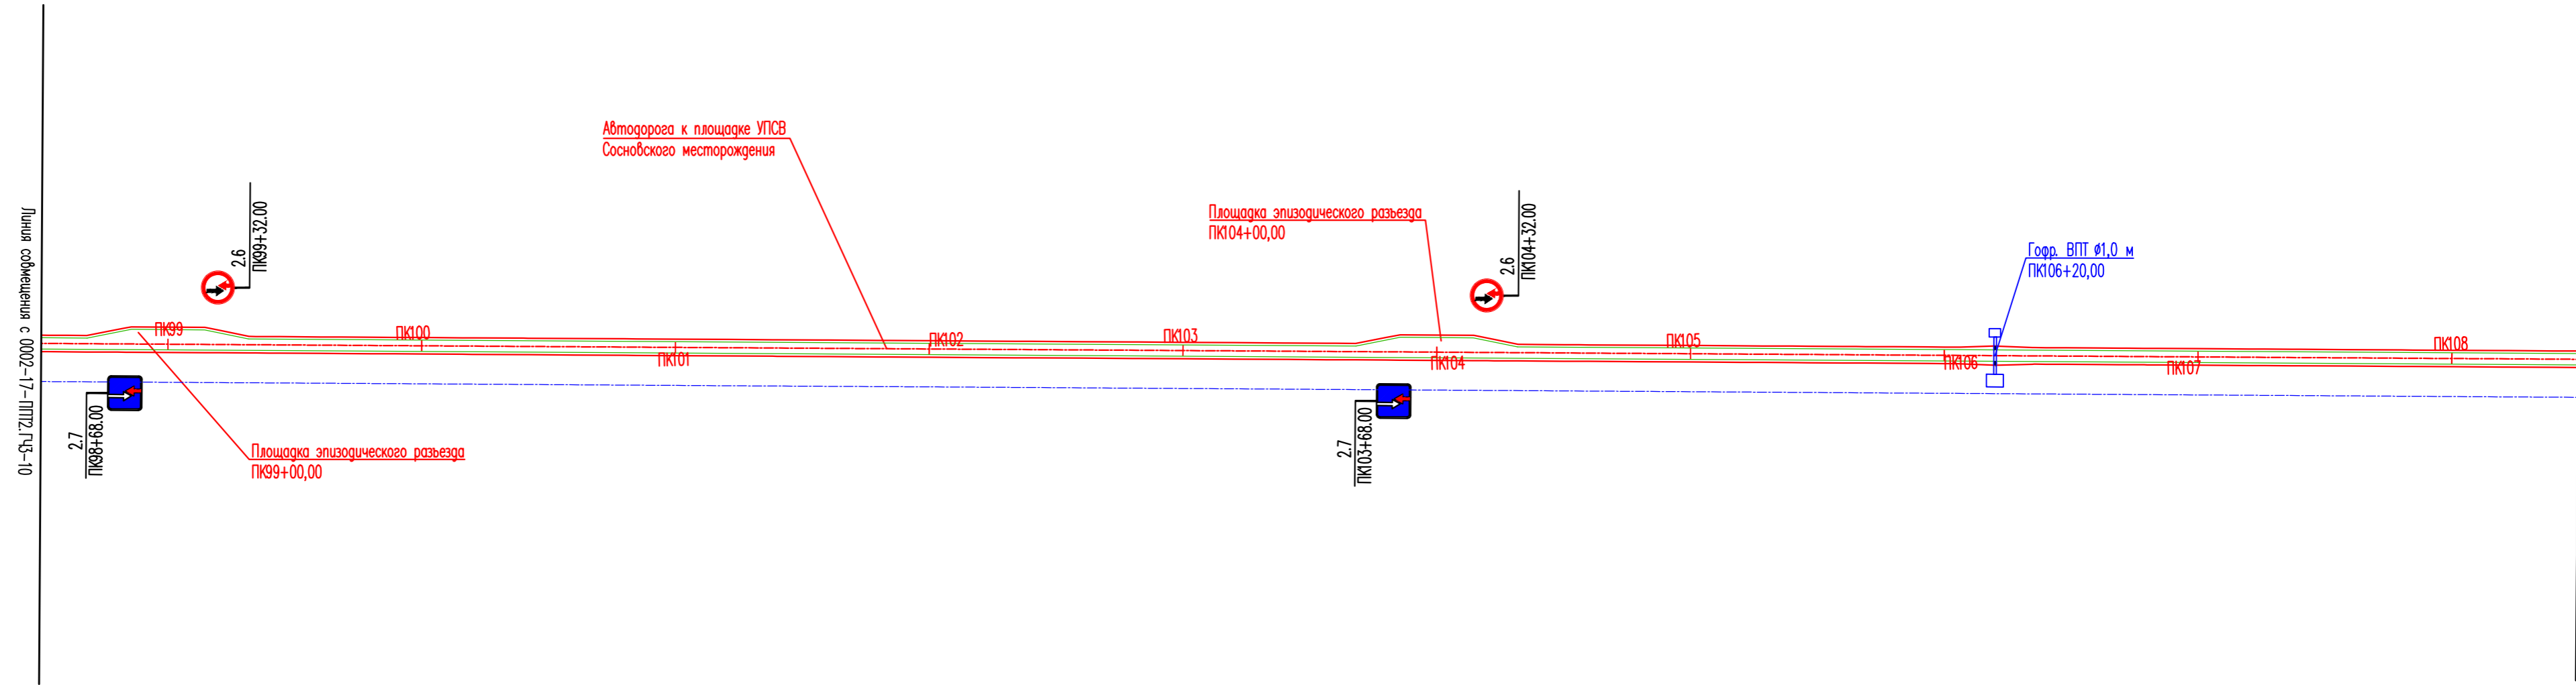 Линия совмещения с 0002-17-ППТ2.ГЧ3-10
2.6
ПК99+32.00
Автодорога к площадке УПСВ
Сосновского месторождения
Площадка эпизодического разъезда
ПК104+00,00
2.6
ПК104+32.00
Гофр. ВПТ ø1,0 м
ПК106+20,00
ПК99
ПК100
ПК101
ПК102
ПК103
ПК104
ПК105
ПК106
ПК107
ПК108
2.7
ПК98+68.00
Площадка эпизодического разъезда
ПК99+00,00
2.7
ПК103+68.00